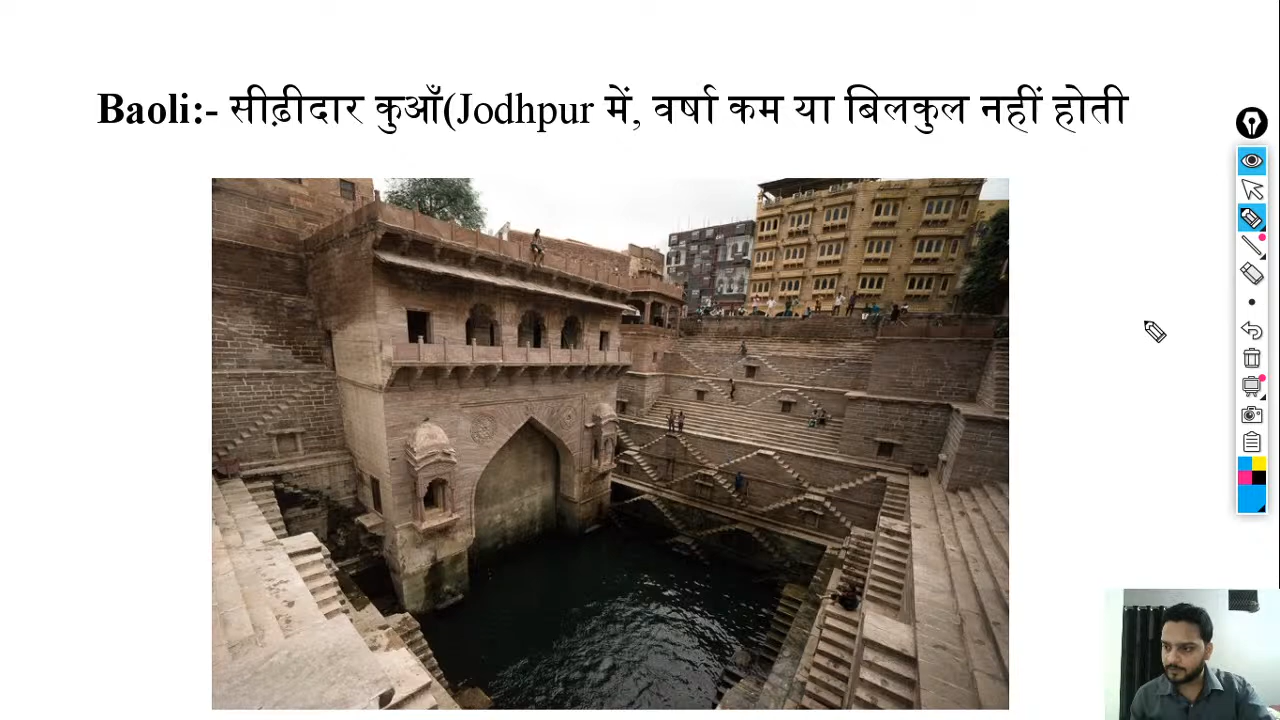 Baoli:- सीढ़ीदार कुआँ(Jodhpur में, वर्षा कम या बिलकुल नहीं होती